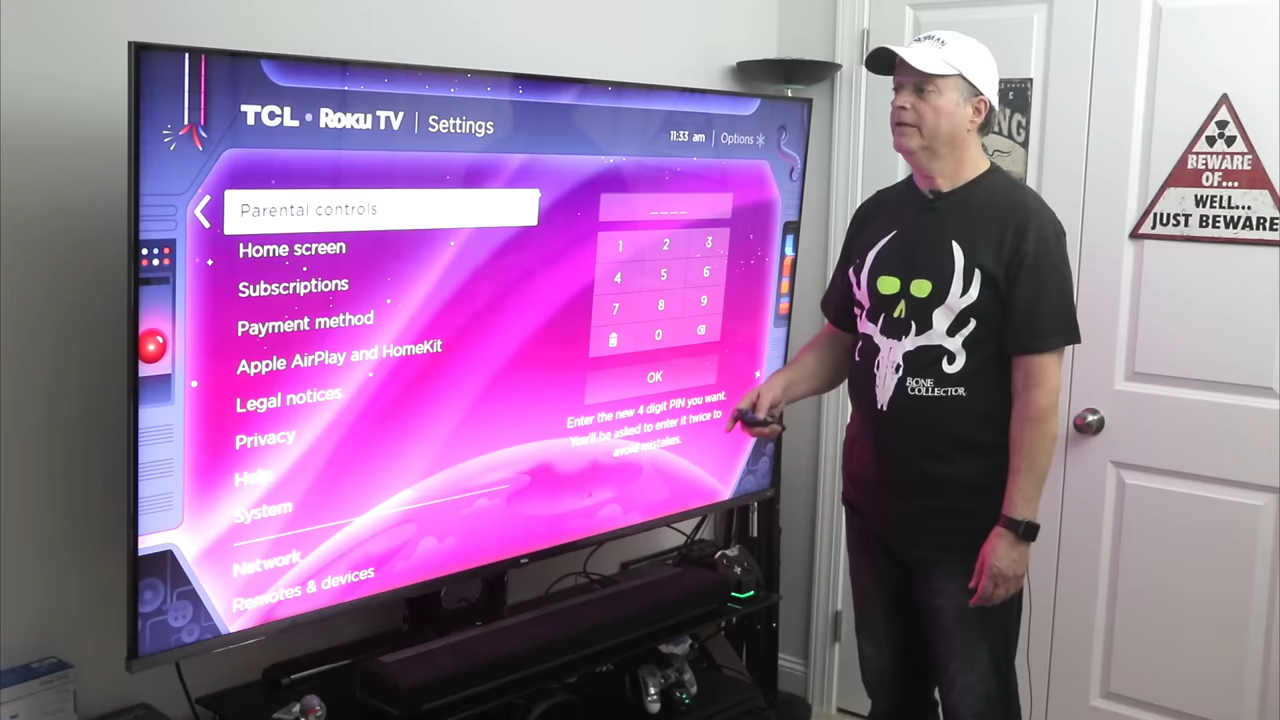 TCL • Roku TV | Settings
11:33 am | Options
Parental controls
Home screen
Subscriptions
Payment method
Apple AirPlay and HomeKit
Legal notices
Privacy
Help
System
Network
Remotes & devices
1 2 3
4 5 6
7 8 9
0
OK
Enter the new 4 digit PIN you want.
You'll be asked to enter it twice to
avoid mistakes.
TCL
BONE
COLLECTOR
BEWARE
OF...
WELL...
JUST BEWARE